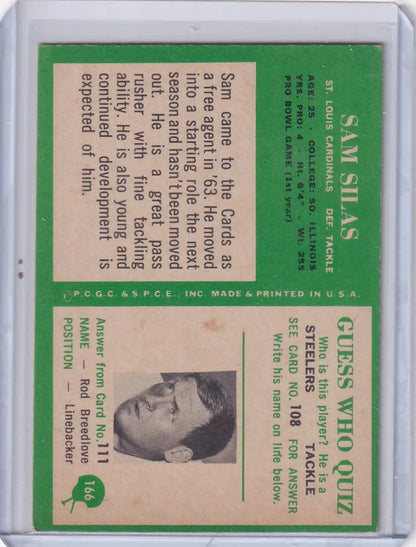 SAM SILAS
ST. LOUIS CARDINALS DEF. TACKLE
AGE: 25 - COLLEGE: SO. ILLINOIS
YRS. PRO: 4 - Ht. 6'4" - Wt. 255
PRO BOWL GAME (1st year)
Sam came to the Cards as
a free agent in '63. He moved
into a starting role the next
season and hasn't been moved
out. He is a great pass
rusher with fine tackling
ability. He is also young and
continued development is
expected of him.
©P.C.G.C. & S.P.C.E., INC. MADE & PRINTED IN U.S.A.
GUESS WHO QUIZ
Who is this player? He is a
STEELERS TACKLE
SEE CARD NO. 108 FOR ANSWER
Write his name on line below.
Answer from Card No. 111
NAME — Rod Breedlove
POSITION — Linebacker
166